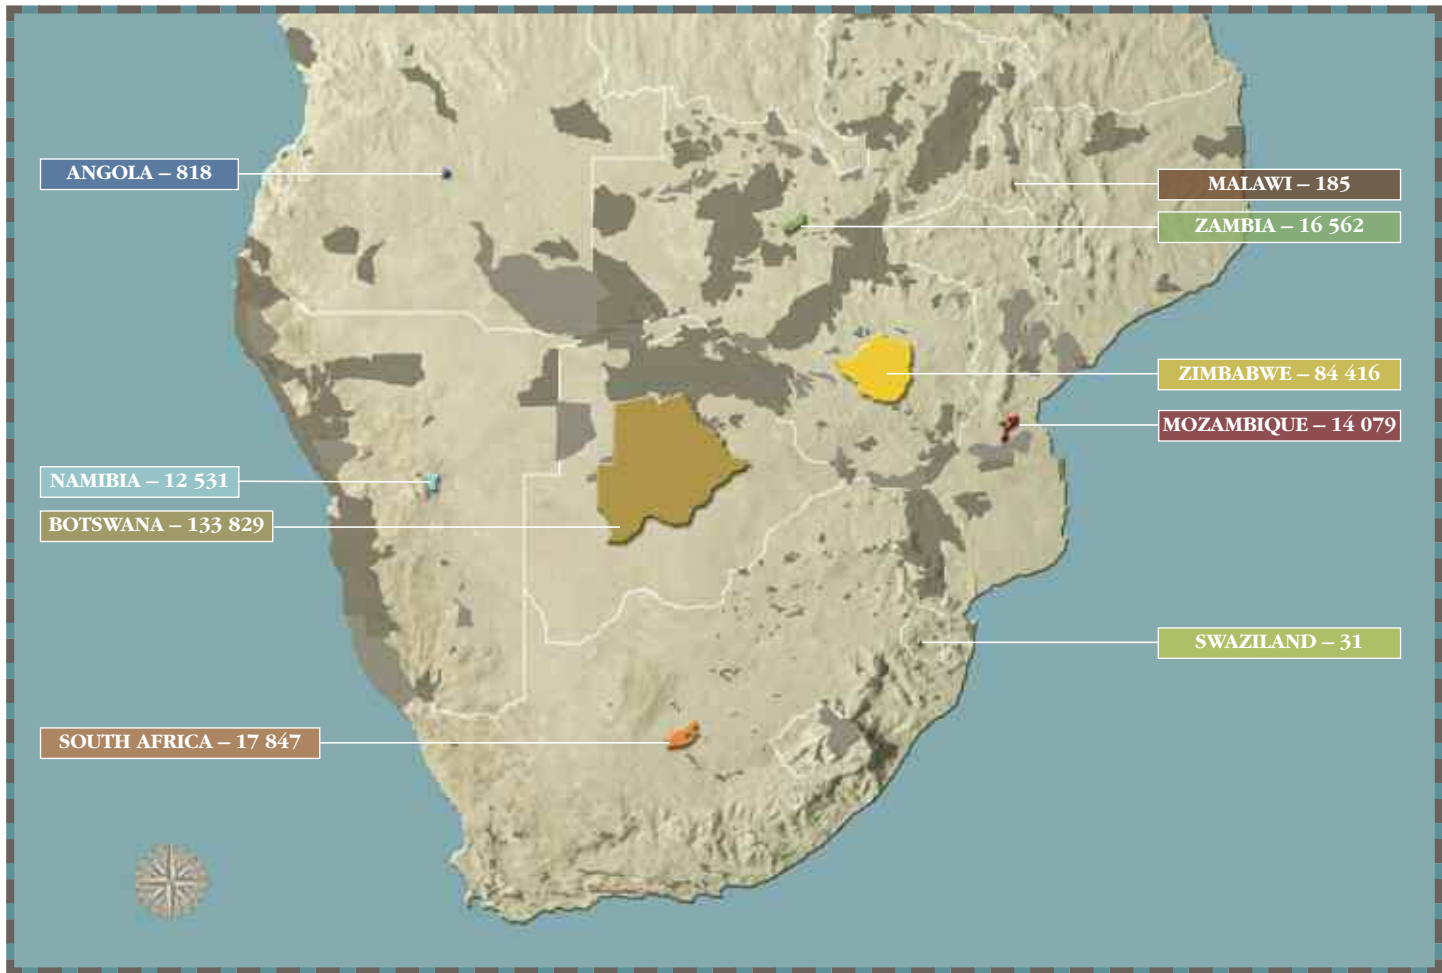 ANGOLA – 818
MALAWI – 185
ZAMBIA – 16 562
ZIMBABWE – 84 416
MOZAMBIQUE – 14 079
NAMIBIA – 12 531
BOTSWANA – 133 829
SWAZILAND – 31
SOUTH AFRICA – 17 847